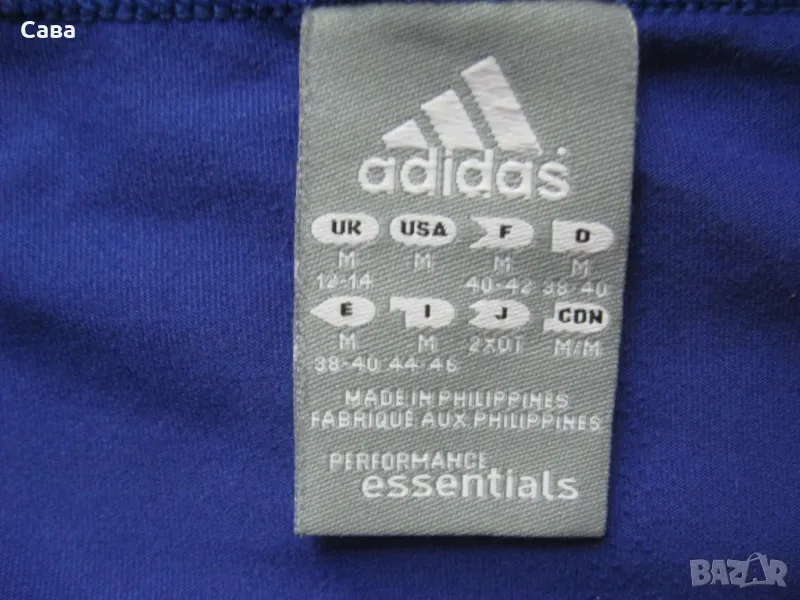 Сава
adidas
UK USA F D
M M M M
12-14 40-42 38-40
E I J CDN
M M 2XOT M/M
38-40 44-46
MADE IN PHILIPPINES
FABRIQUÉ AUX PHILIPPINES
PERFORMANCE
essentials
BAZAR